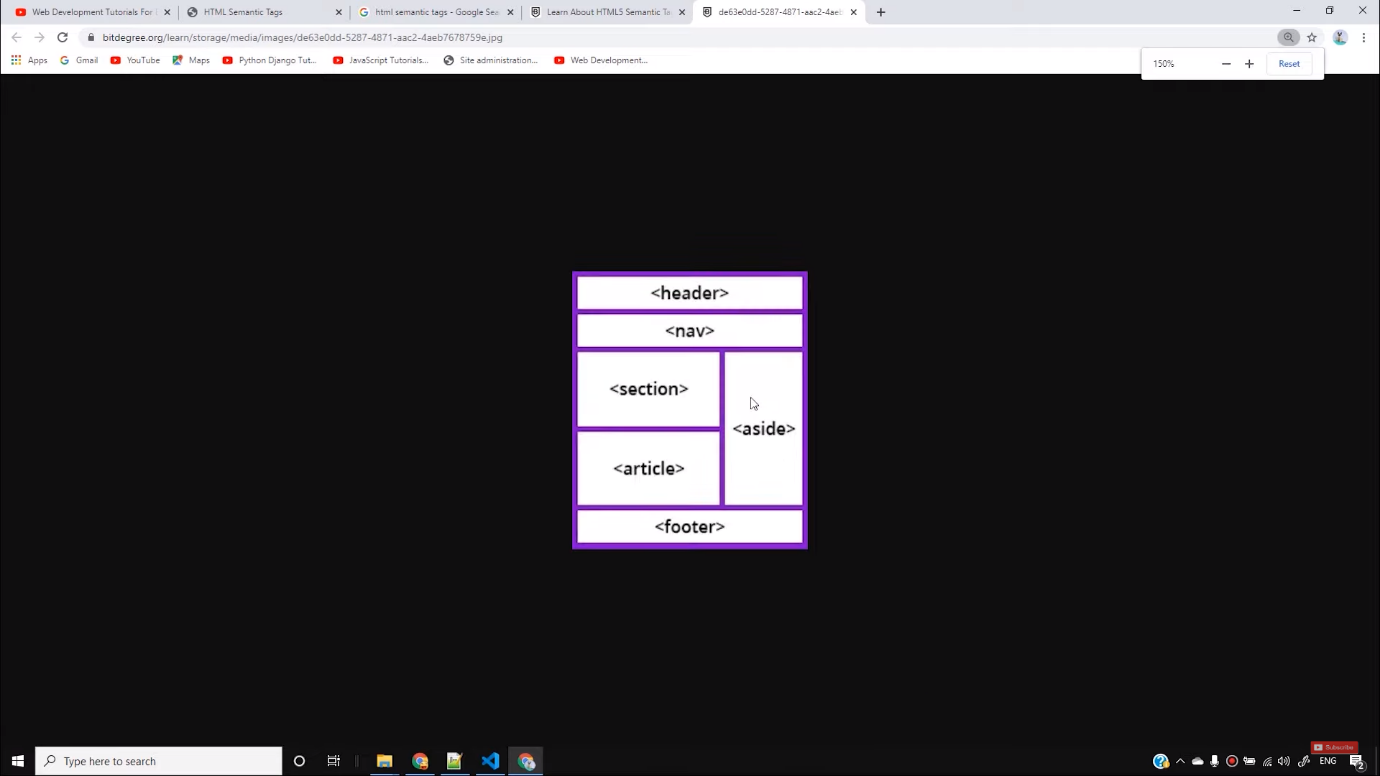 Web Development Tutorials For
HTML Semantic Tags
html semantic tags - Google Sea
Learn About HTML5 Semantic Ta
de63e0dd-5287-4871-aac2-4aeb
bitdegree.org/learn/storage/media/images/de63e0dd-5287-4871-aac2-4aeb7678759e.jpg
Apps
Gmail
YouTube
Maps
Python Django Tut...
JavaScript Tutorials...
Site administration...
Web Development...
150%
Reset
<header>
<nav>
<section>
<aside>
<article>
<footer>
Subscribe
Type here to search
ENG
2